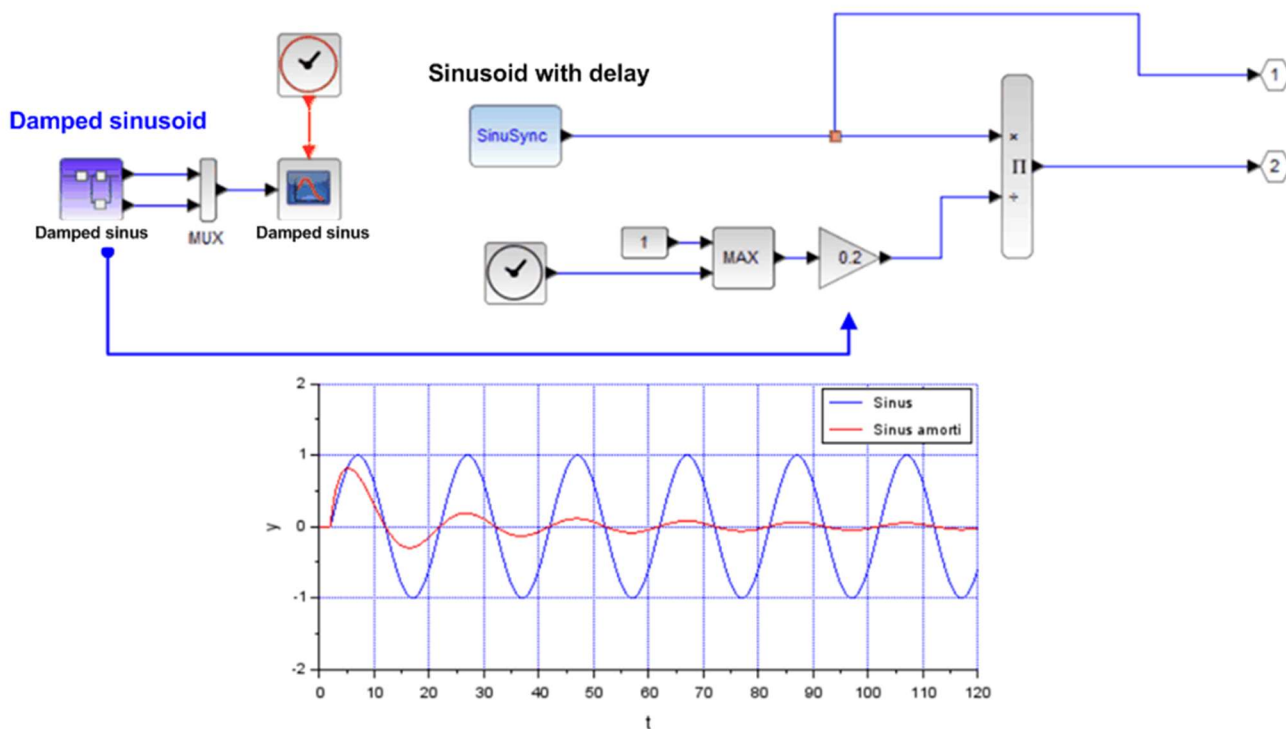 Sinusoid with delay
1
Damped sinusoid
SinuSync
×
Π
2
÷
Damped sinus
MUX
Damped sinus
1
MAX
0.2
2
Sinus
Sinus amorti
1
y
0
-1
-2
0 10 20 30 40 50 60 70 80 90 100 110 120
t